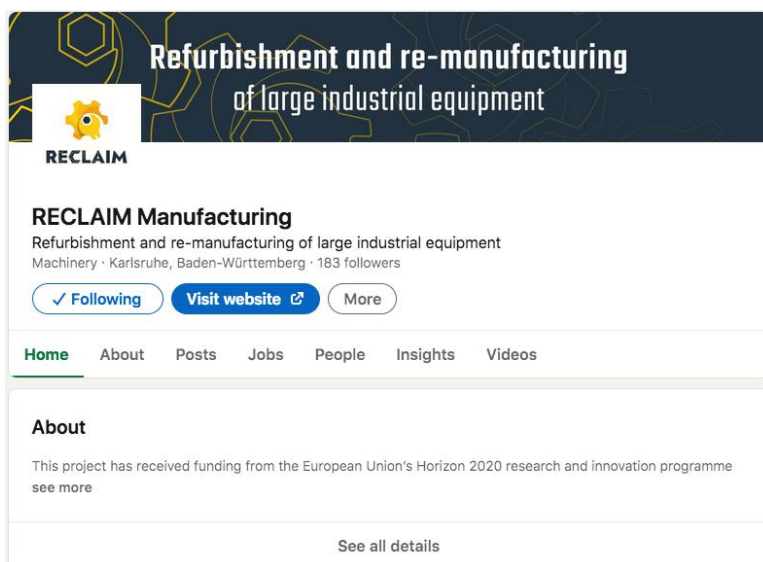 Refurbishment and re-manufacturing
of large industrial equipment
RECLAIM
RECLAIM Manufacturing
Refurbishment and re-manufacturing of large industrial equipment
Machinery · Karlsruhe, Baden-Württemberg · 183 followers
✓ Following Visit website More
Home About Posts Jobs People Insights Videos
About
This project has received funding from the European Union's Horizon 2020 research and innovation programme
see more
See all details